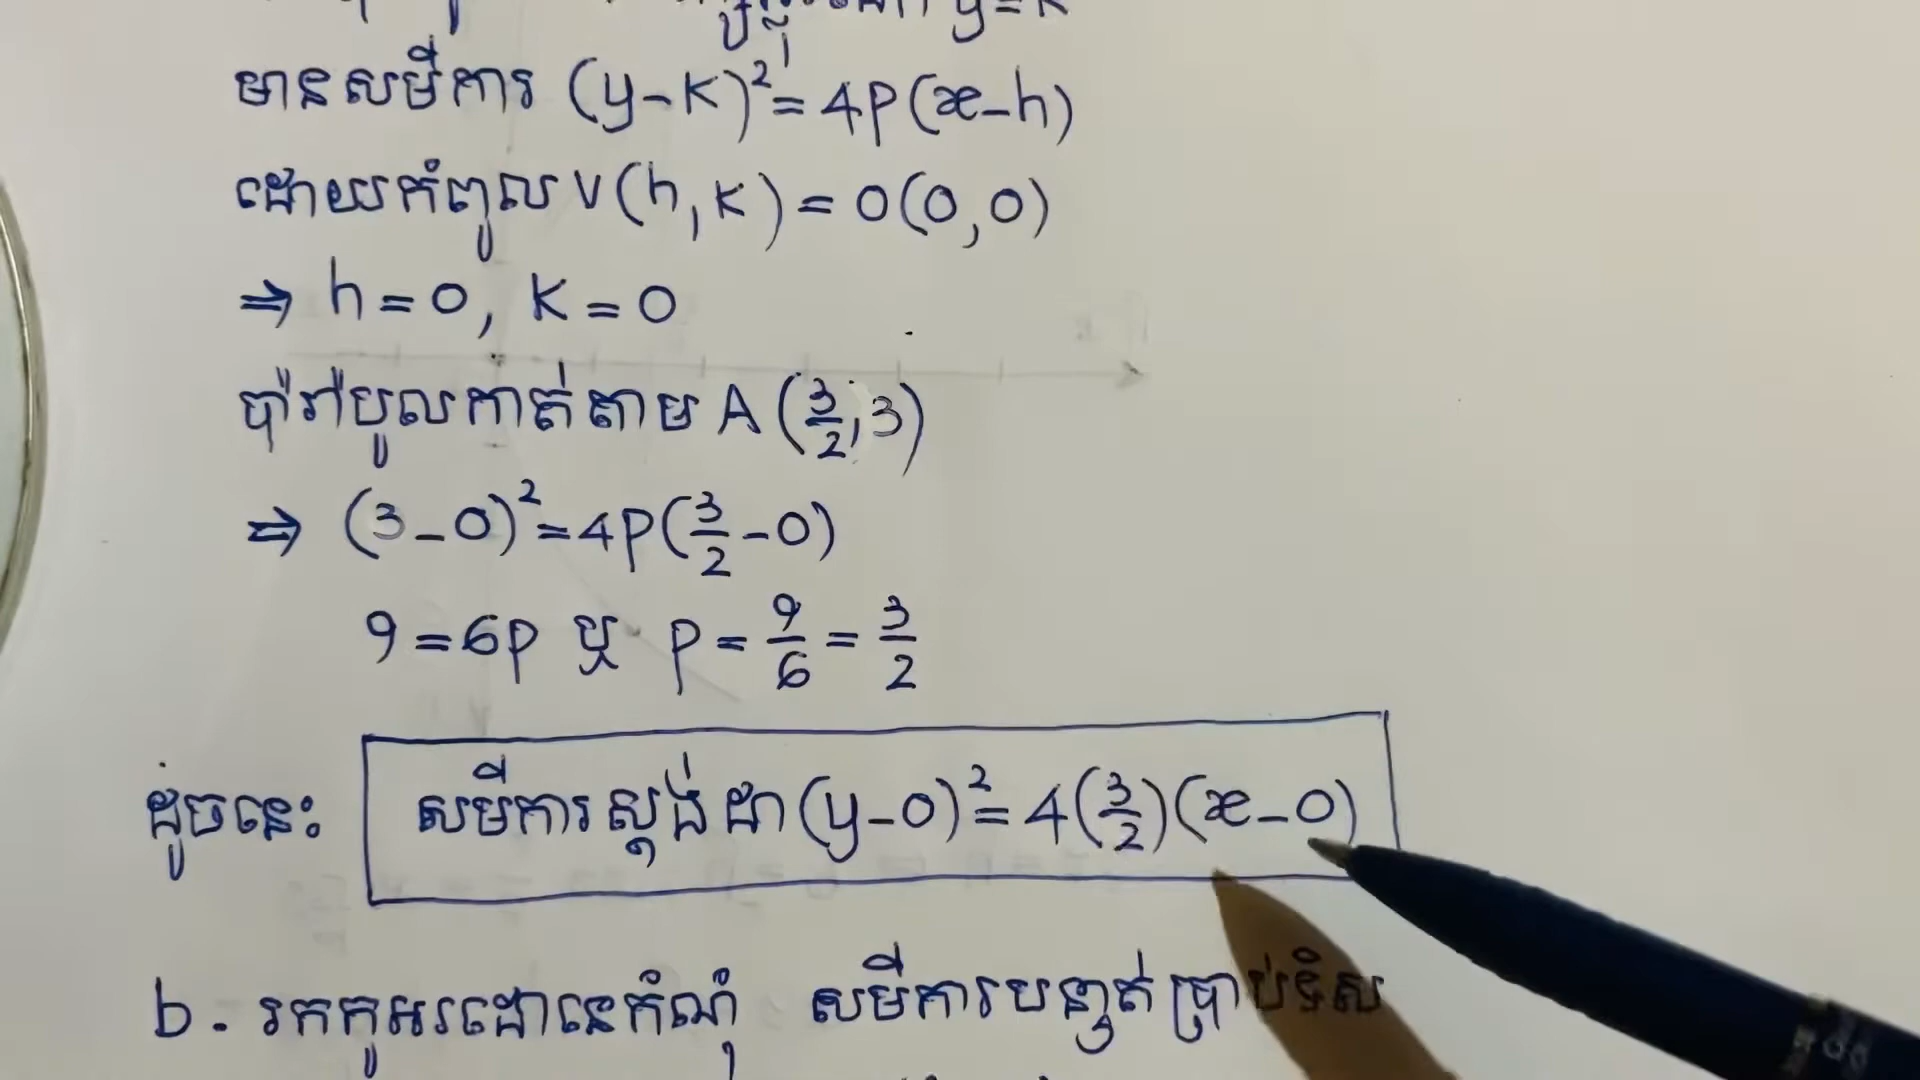 y=k
មានសមីការ (y-k)²=4p(x-h)
ដោយកំពូល V(h,k)=0(0,0)
⇒ h=0, k=0
ប៉ារ៉ាបូលកាត់តាម A(3/2,3)
⇒ (3-0)²=4p(3/2-0)
9=6p ឬ p=9/6=3/2
ដូចនេះ សមីការស្តង់ដា (y-0)²=4(3/2)(x-0)
b. រកកូអរដោនេកំណុំ សមីការបន្ទាត់ប្រាប់ទិស